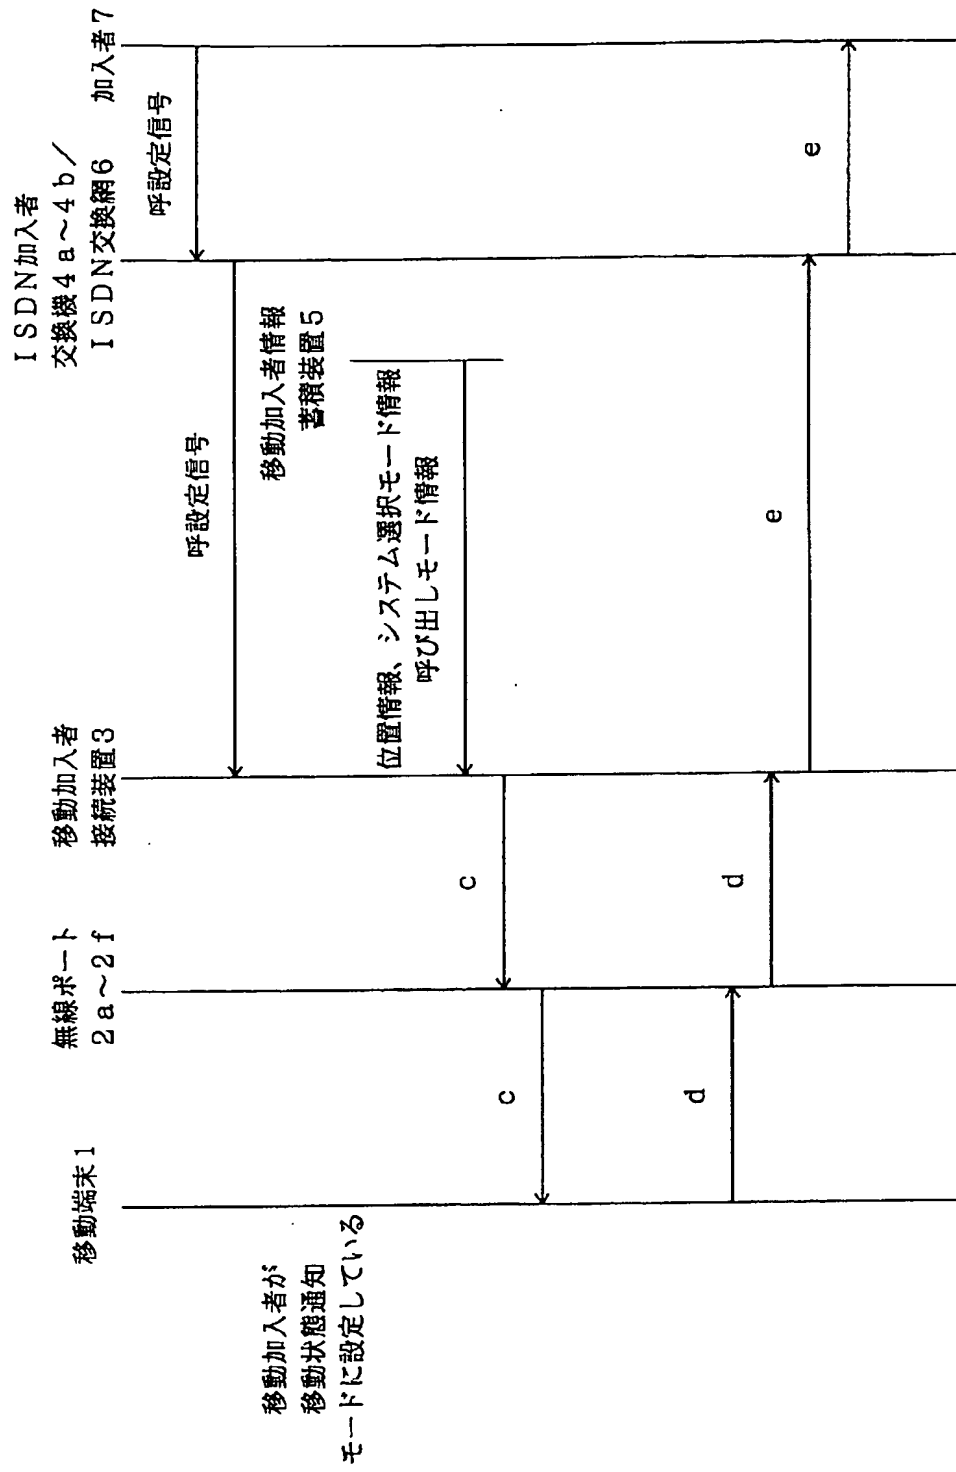 移動端末1
無線ポート
2a～2f
移動加入者
接続装置3
ISDN加入者
交換機4a～4b／
ISDN交換網6
加入者7
呼設定信号
呼設定信号
移動加入者情報
蓄積装置5
移動加入者が
移動状態通知
モードに設定している
位置情報、システム選択モード情報
呼び出しモード情報
c
c
d
d
e
e